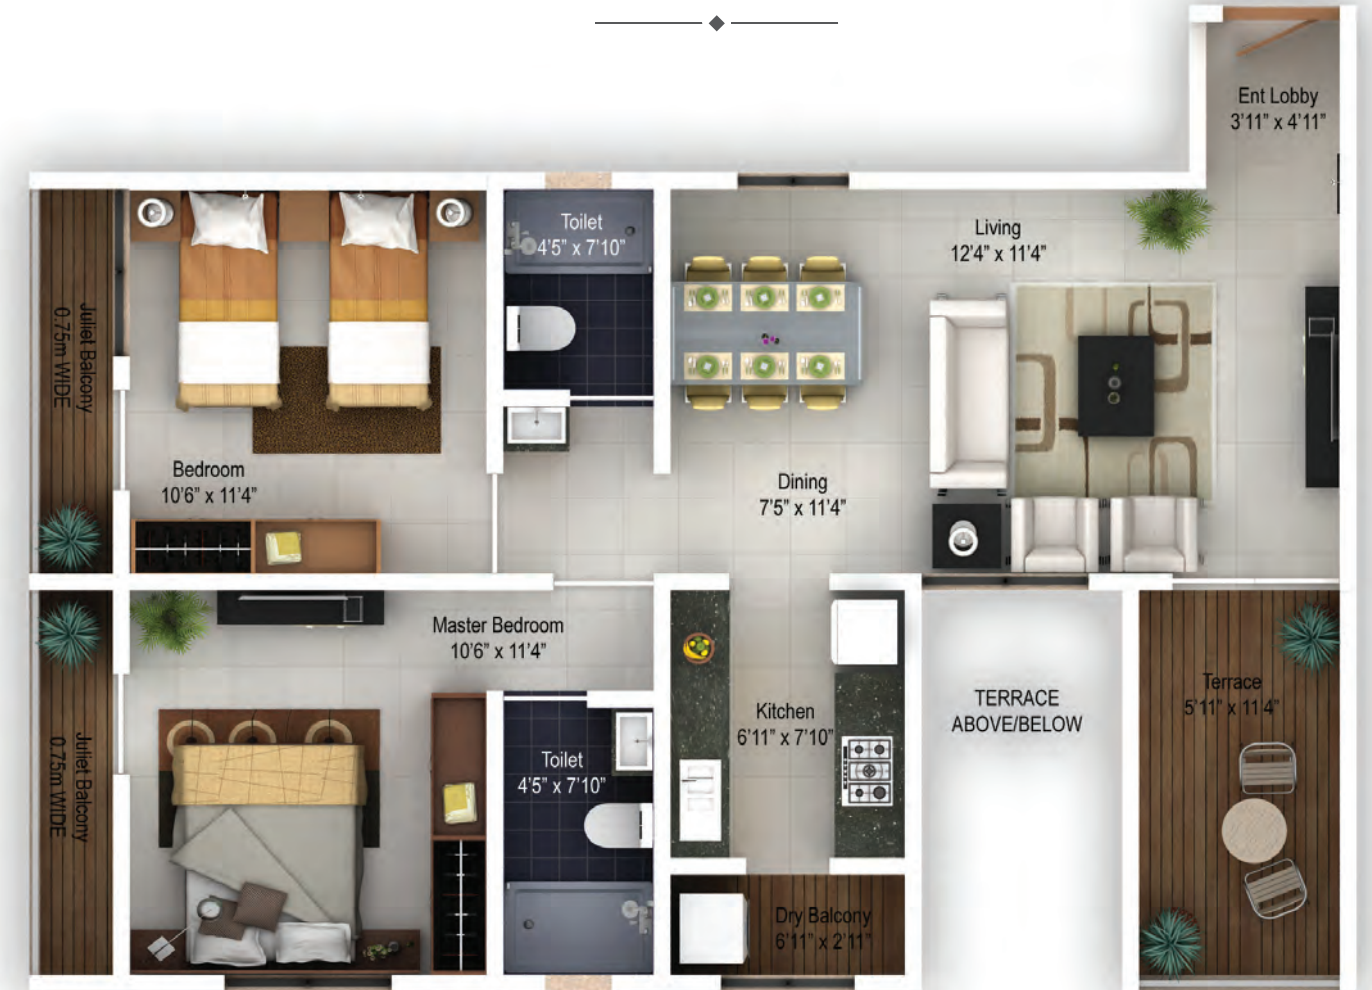 Ent Lobby
3'11” x 4'11”
Toilet
4'5” x 7'10”
Living
12'4” x 11'4”
Juliet Balcony
0.75m WIDE
Bedroom
10'6” x 11'4”
Dining
7'5” x 11'4”
Master Bedroom
10'6” x 11'4”
Juliet Balcony
0.75m WIDE
Toilet
4'5” x 7'10”
Kitchen
6'11” x 7'10”
TERRACE
ABOVE/BELOW
Terrace
5'11” x 11'4”
Dry Balcony
6'11” x 2'11”